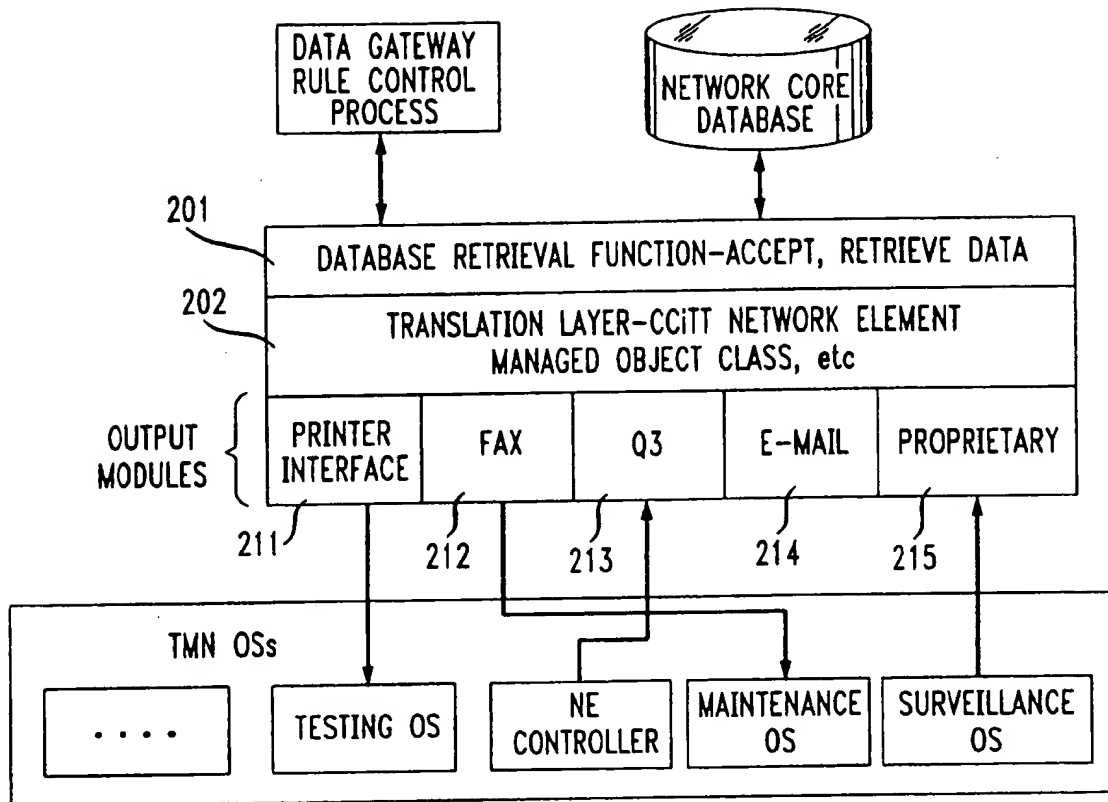 DATA GATEWAY
RULE CONTROL
PROCESS
NETWORK CORE
DATABASE
201
DATABASE RETRIEVAL FUNCTION-ACCEPT, RETRIEVE DATA
202
TRANSLATION LAYER-CCiTT NETWORK ELEMENT
MANAGED OBJECT CLASS, etc
OUTPUT
MODULES
PRINTER
INTERFACE
FAX
Q3
E-MAIL
PROPRIETARY
211
212
213
214
215
TMN OSs
....
TESTING OS
NE
CONTROLLER
MAINTENANCE
OS
SURVEILLANCE
OS